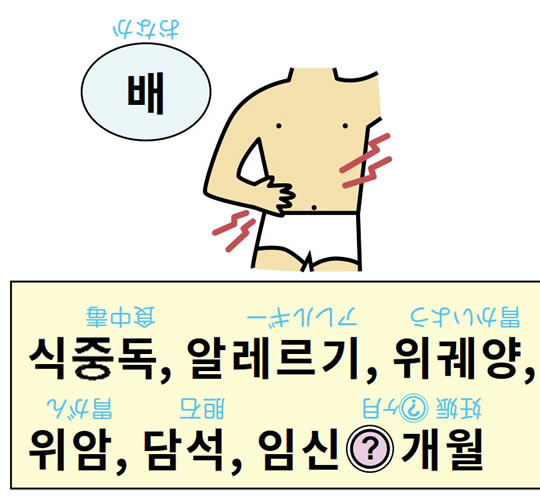 おなか
배
食中毒 アレルギー 胃かいよう
식중독, 알레르기, 위궤양,
胃がん 胆石 妊娠?ヶ月
위암, 담석, 임신?개월